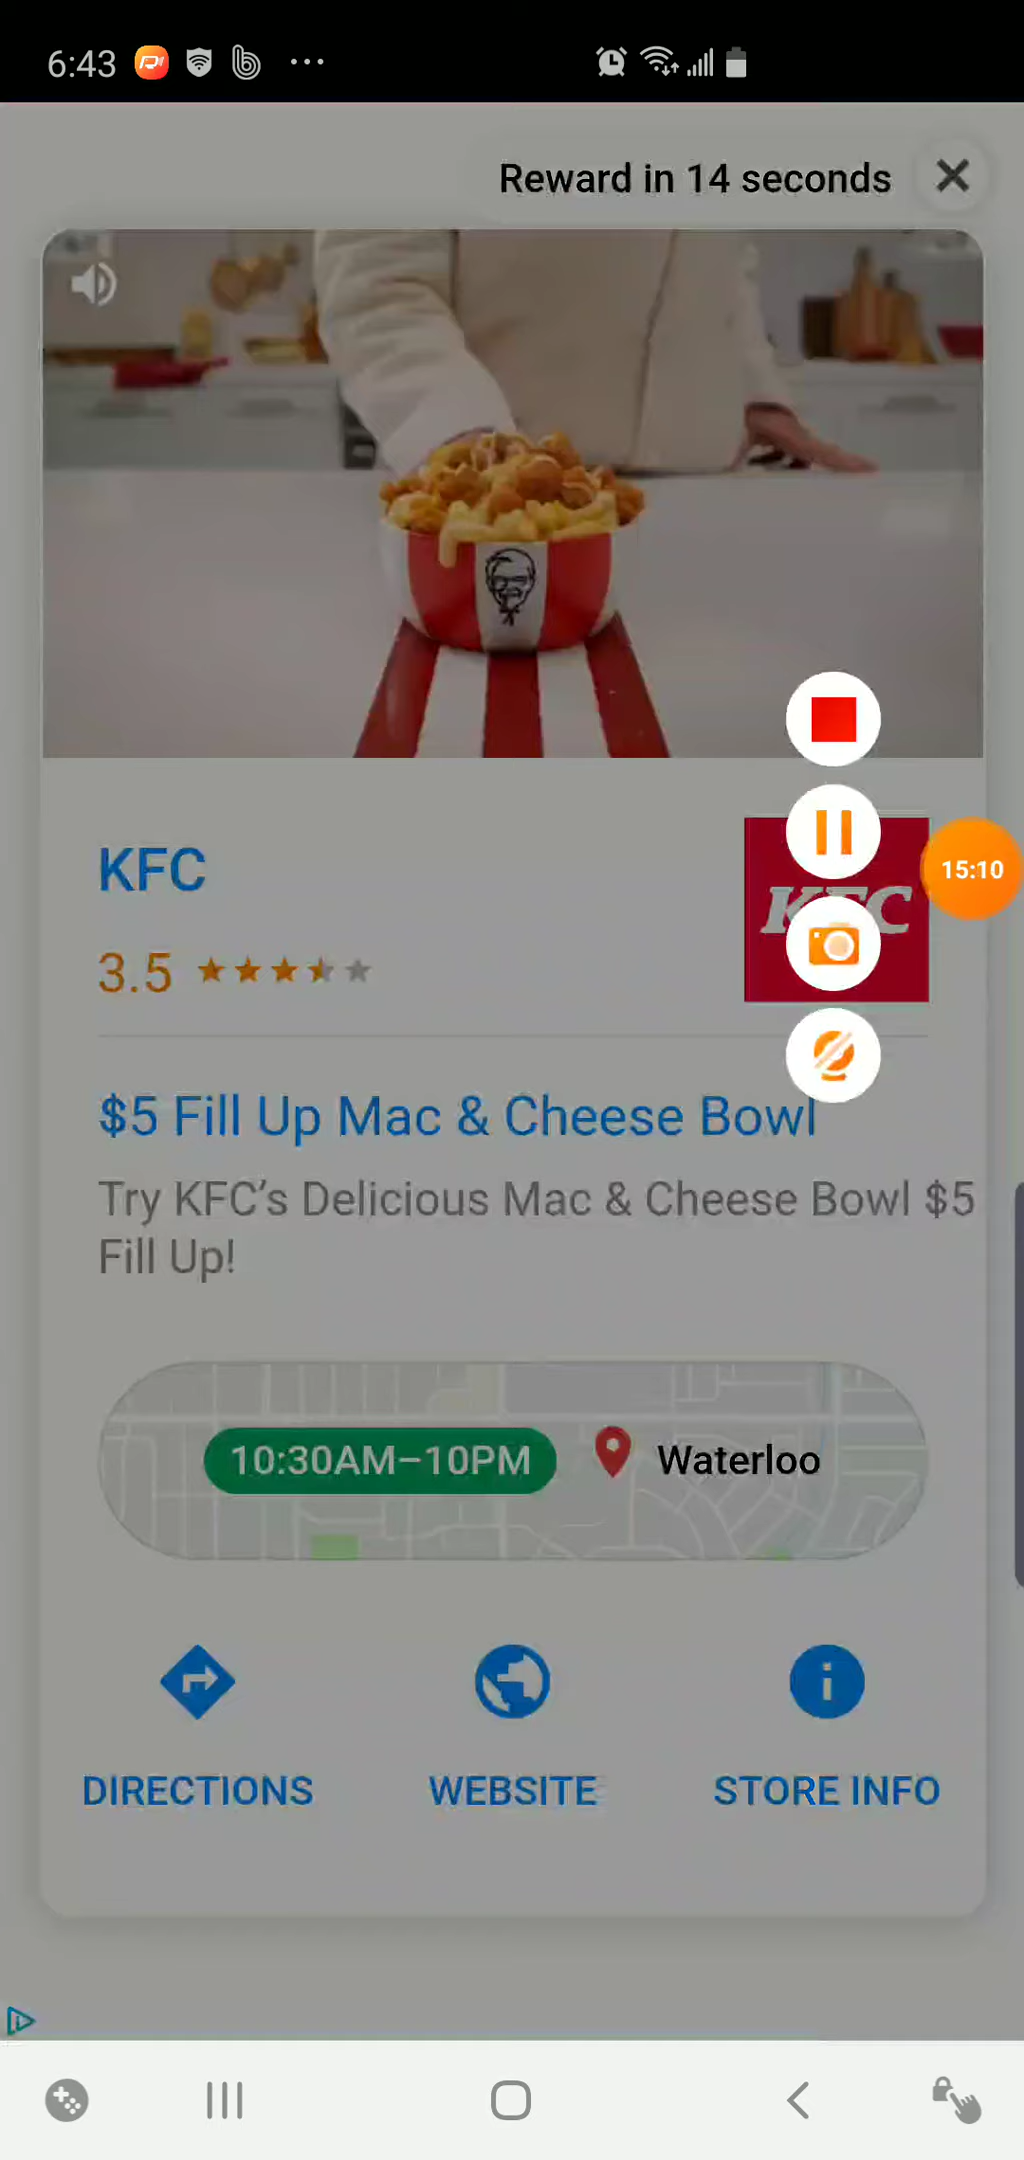 6:43
Reward in 14 seconds
KFC
KFC
3.5
15:10
$5 Fill Up Mac & Cheese Bowl
Try KFC's Delicious Mac & Cheese Bowl $5
Fill Up!
10:30AM–10PM Waterloo
DIRECTIONS WEBSITE STORE INFO